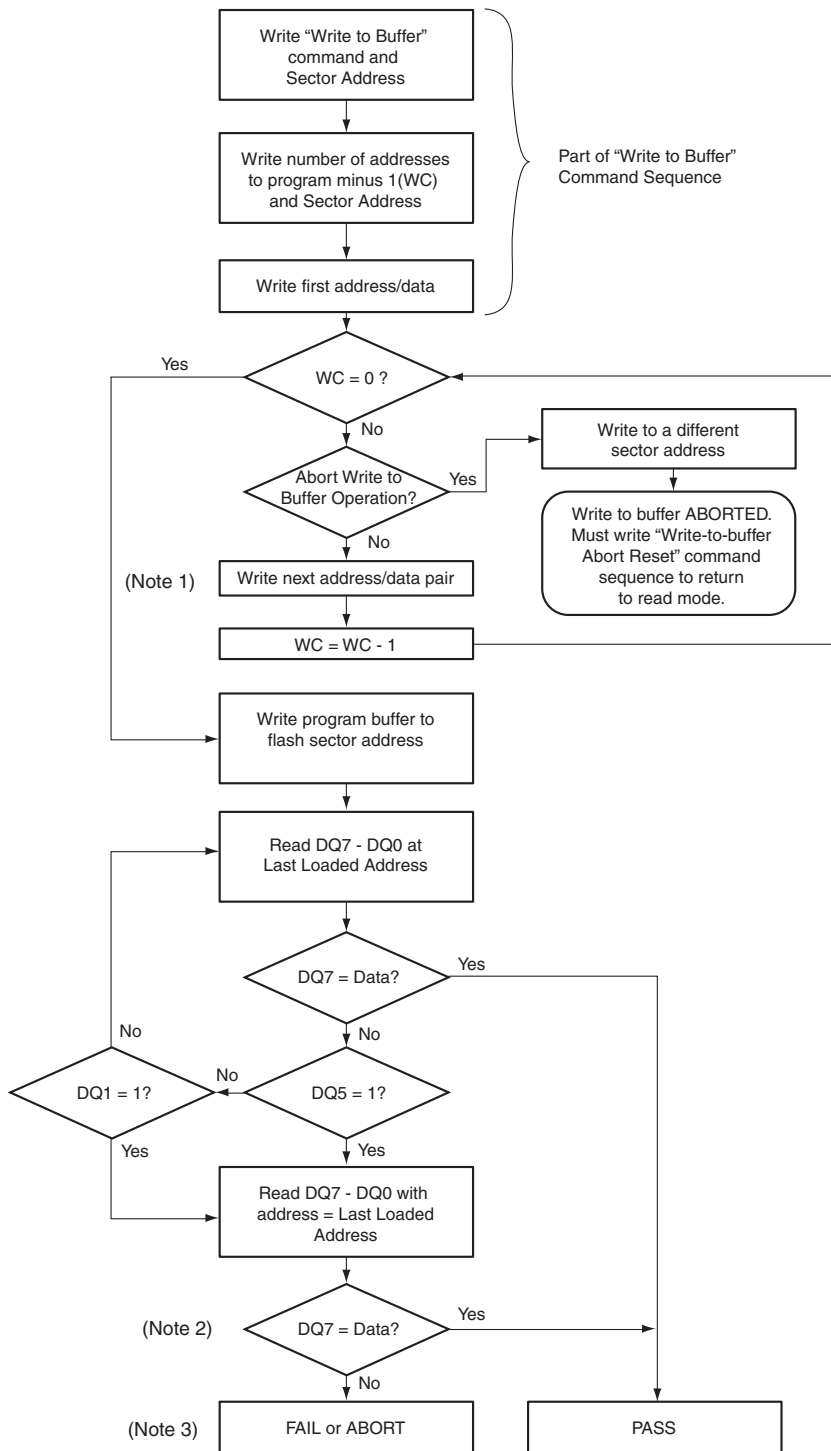 Write “Write to Buffer”
command and
Sector Address
Write number of addresses
to program minus 1(WC)
and Sector Address
Part of “Write to Buffer”
Command Sequence
Write first address/data
Yes
WC = 0 ?
No
Write to a different
sector address
Abort Write to
Buffer Operation?
Yes
No
Write to buffer ABORTED.
Must write “Write-to-buffer
Abort Reset” command
sequence to return
to read mode.
(Note 1)
Write next address/data pair
WC = WC - 1
Write program buffer to
flash sector address
Read DQ7 - DQ0 at
Last Loaded Address
DQ7 = Data?
Yes
No
No
DQ1 = 1?
No
DQ5 = 1?
Yes
Yes
Read DQ7 - DQ0 with
address = Last Loaded
Address
(Note 2)
DQ7 = Data?
Yes
No
(Note 3)
FAIL or ABORT
PASS